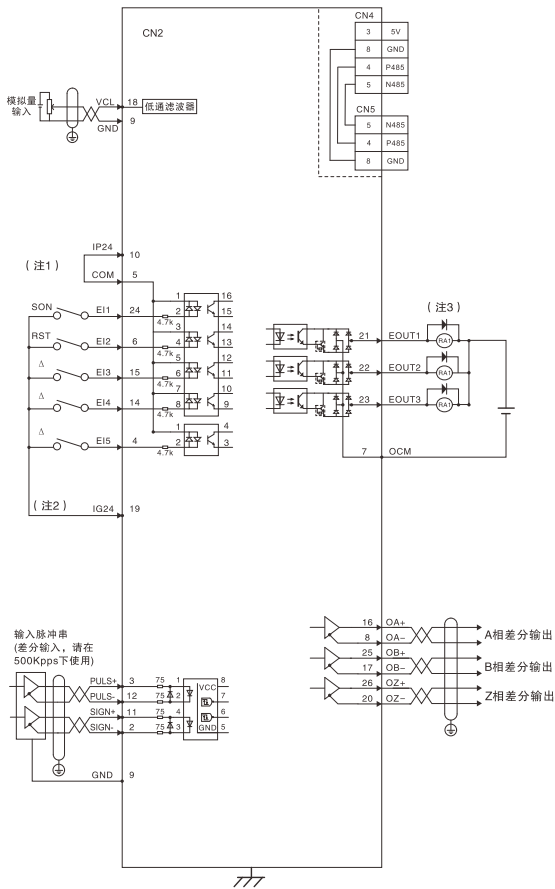 CN2
CN4
3 5V
8 GND
4 P485
5 N485
CN5
5 N485
4 P485
8 GND
模拟量
输入
VCL 18 低通滤波器
GND 9
IP24 10
(注1)
COM 5
SON EI1 24 4.7k 1 2 16 15
RST EI2 6 4.7k 3 4 14 13
Δ EI3 15 4.7k 5 6 12 11
Δ EI4 14 4.7k 7 8 10 9
Δ EI5 4 4.7k 1 2 4 3
(注2)
IG24 19
(注3)
21 EOUT1 RA1
22 EOUT2 RA1
23 EOUT3 RA1
7 OCM
输入脉冲串
(差分输入，请在
500Kpps下使用)
PULS+ 3 75 1 VCC 8
PULS- 12 75 2 7
SIGN+ 11 75 4 6
SIGN- 2 75 3 GND 5
GND 9
16 OA+
8 OA-
A相差分输出
25 OB+
17 OB-
B相差分输出
26 OZ+
20 OZ-
Z相差分输出